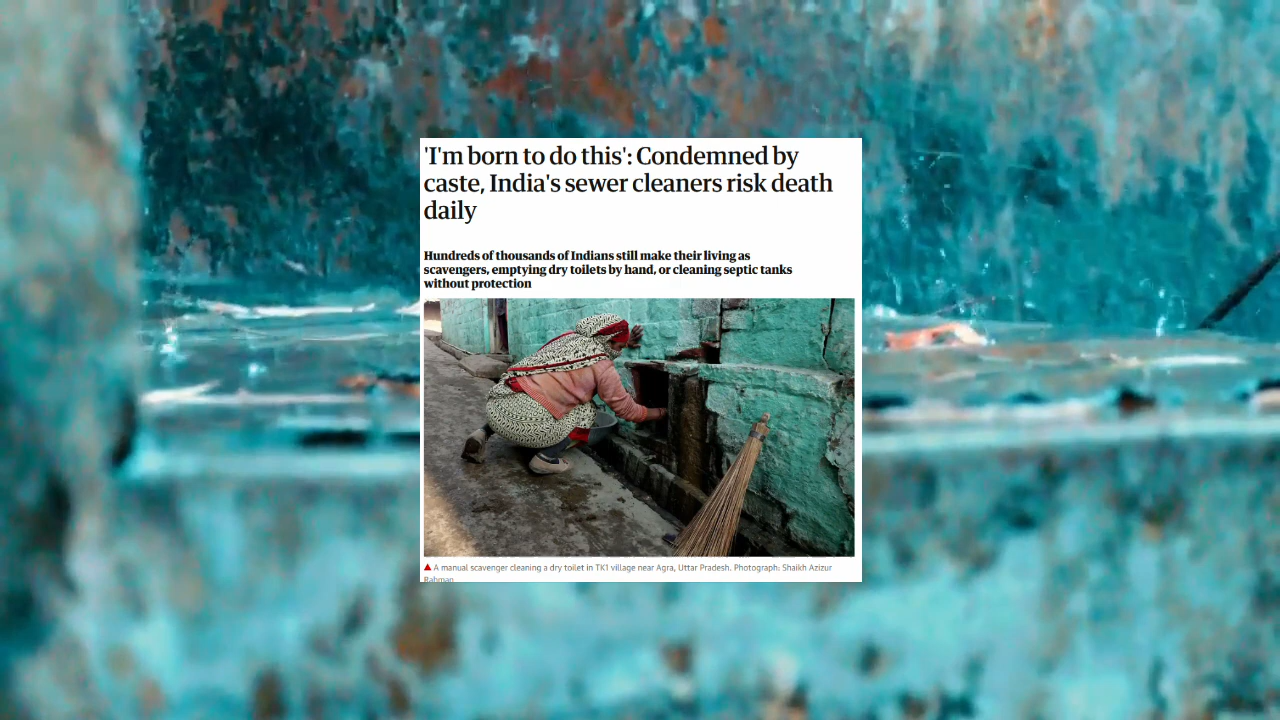 'I'm born to do this': Condemned by
caste, India's sewer cleaners risk death
daily
Hundreds of thousands of Indians still make their living as
scavengers, emptying dry toilets by hand, or cleaning septic tanks
without protection
▲ A manual scavenger cleaning a dry toilet in TK1 village near Agra, Uttar Pradesh. Photograph: Shaikh Azizur
Rahman